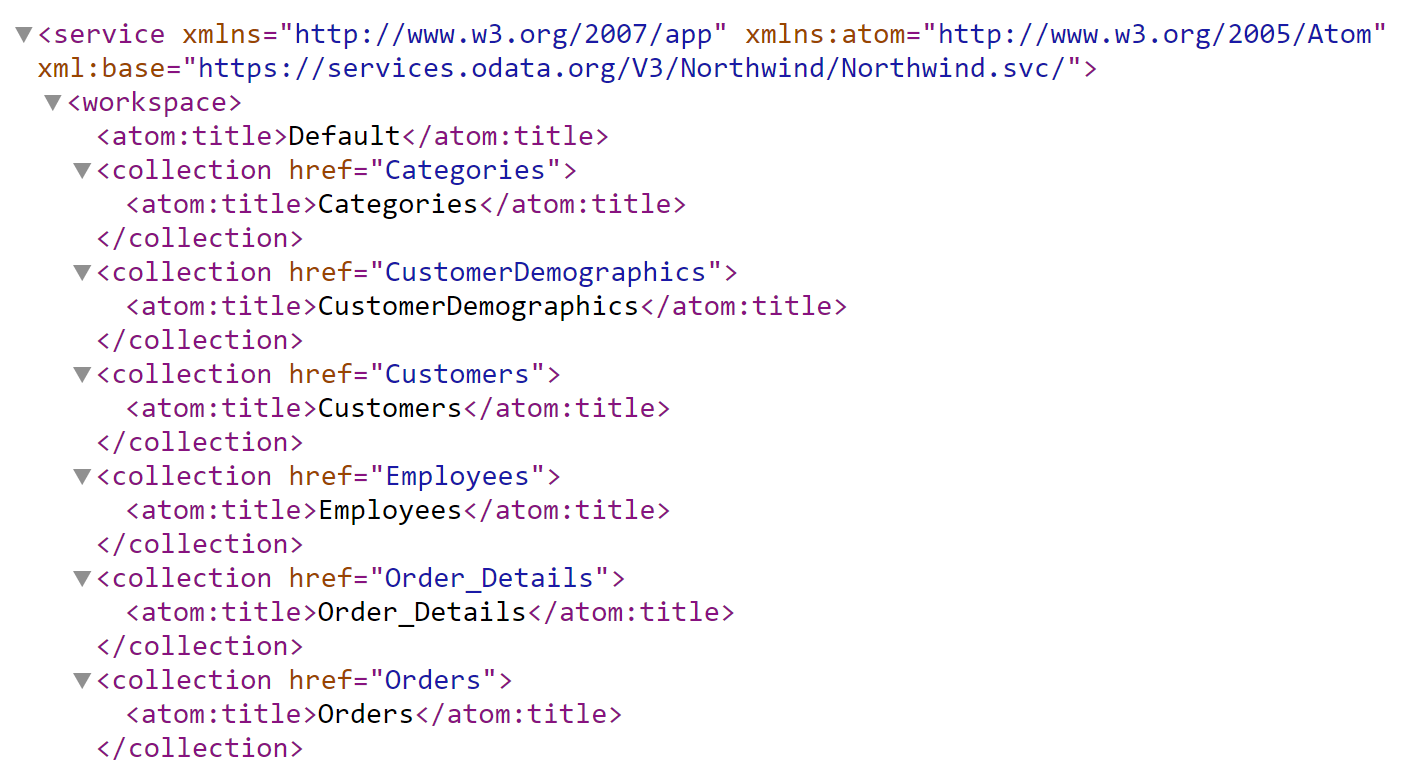 <service xmlns="http://www.w3.org/2007/app" xmlns:atom="http://www.w3.org/2005/Atom"
xml:base="https://services.odata.org/V3/Northwind/Northwind.svc/">
<workspace>
<atom:title>Default</atom:title>
<collection href="Categories">
<atom:title>Categories</atom:title>
</collection>
<collection href="CustomerDemographics">
<atom:title>CustomerDemographics</atom:title>
</collection>
<collection href="Customers">
<atom:title>Customers</atom:title>
</collection>
<collection href="Employees">
<atom:title>Employees</atom:title>
</collection>
<collection href="Order_Details">
<atom:title>Order_Details</atom:title>
</collection>
<collection href="Orders">
<atom:title>Orders</atom:title>
</collection>